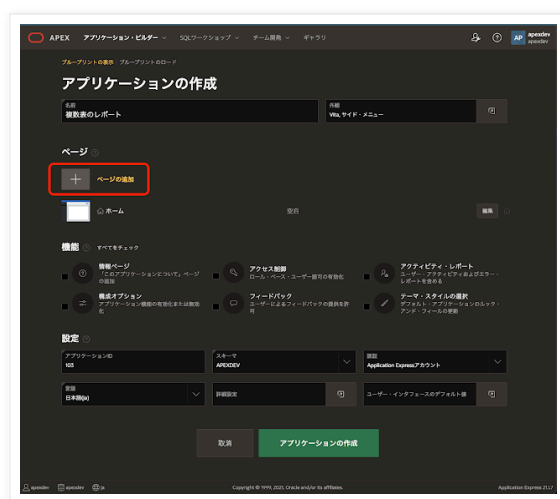 APEX アプリケーション・ビルダー SQLワークショップ チーム開発 ギャラリ
AP apexdev
apexdev
ブループリントの表示 ブループリントのロード
アプリケーションの作成
名前
複数表のレポート
外観
Vita, サイド・メニュー
ページ
ページの追加
ホーム 空白 編集
機能 すべてをチェック
情報ページ
「このアプリケーションについて」ページ
の追加
アクセス制御
ロール・ベース・ユーザー認可の有効化
アクティビティ・レポート
ユーザー・アクティビティおよびエラー・
レポートを含める
構成オプション
アプリケーション機能の有効化または無効
化
フィードバック
ユーザーによるフィードバックの提供を許
可
テーマ・スタイルの選択
デフォルト・アプリケーションのルック・
アンド・フィールの更新
設定
アプリケーションID
103
スキーマ
APEXDEV
認証
Application Expressアカウント
言語
日本語(ja)
詳細設定
ユーザー・インタフェースのデフォルト値
取消
アプリケーションの作成
apexdev apexdev ja Copyright © 1999, 2021, Oracle and/or its affiliates. Application Express 21.1.7